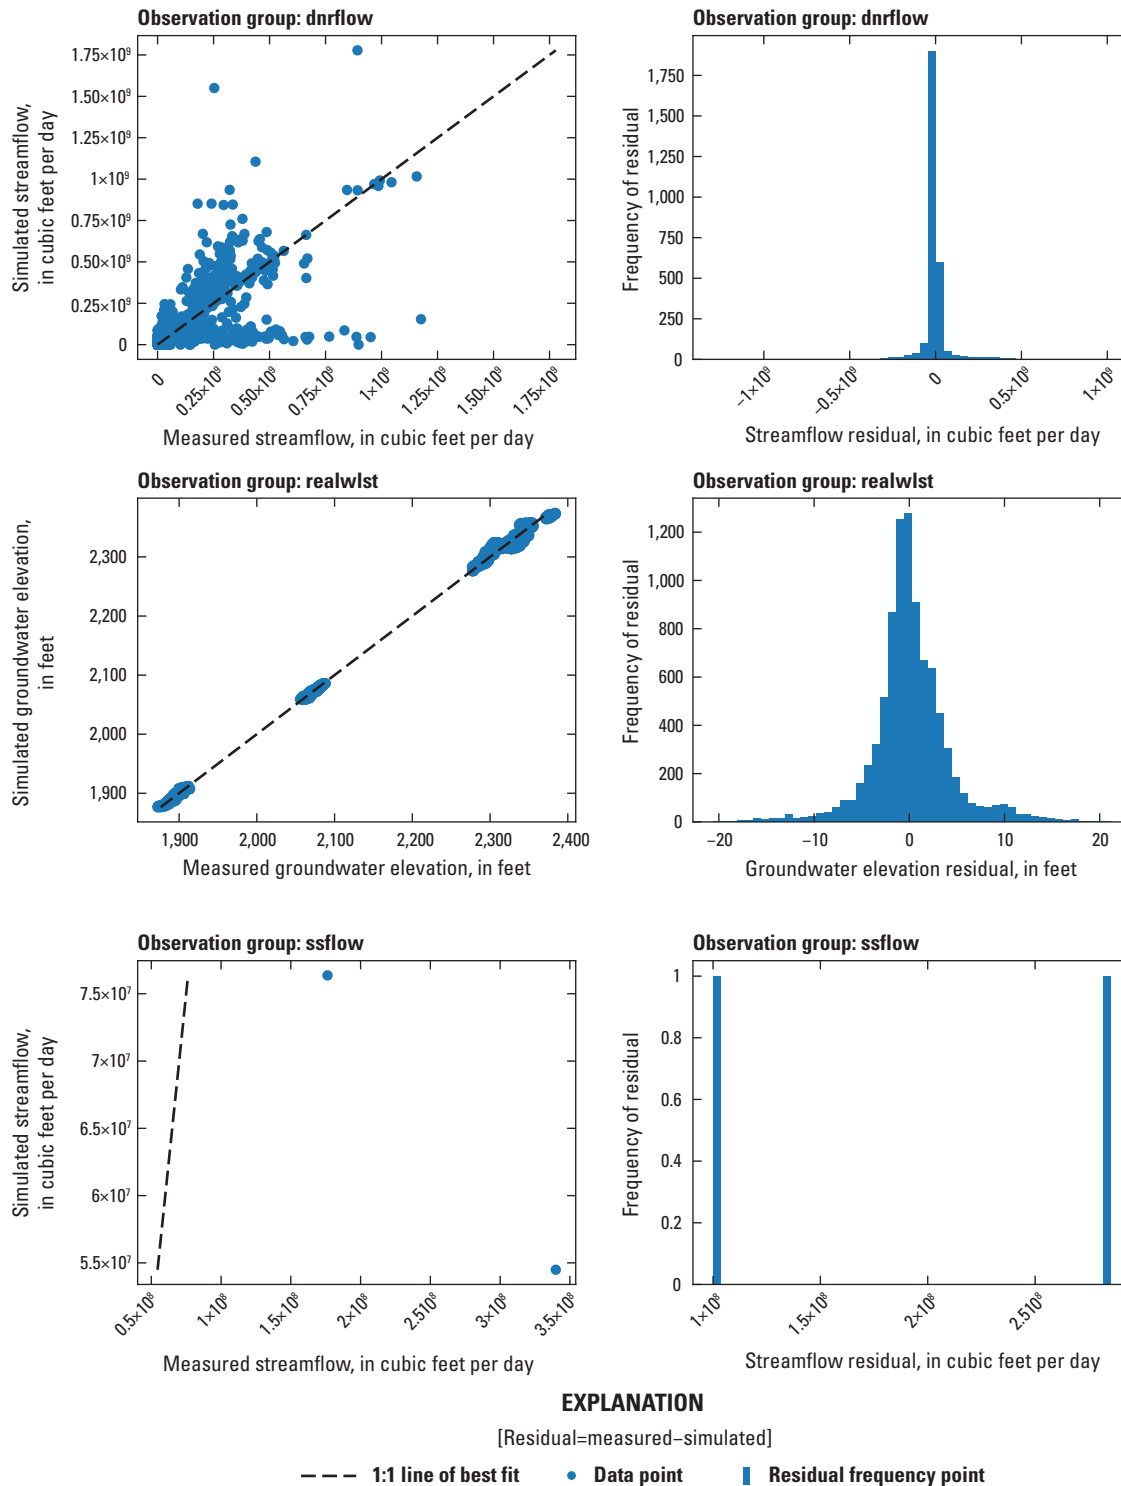 Observation group: dnrflow
Simulated streamflow,
in cubic feet per day
1.75×10⁹
1.50×10⁹
1.25×10⁹
1×10⁹
0.75×10⁹
0.50×10⁹
0.25×10⁹
0
0
0.25×10⁹
0.50×10⁹
0.75×10⁹
1×10⁹
1.25×10⁹
1.50×10⁹
1.75×10⁹
Measured streamflow, in cubic feet per day
Observation group: dnrflow
Frequency of residual
1,750
1,500
1,250
1,000
750
500
250
0
−1×10⁹
−0.5×10⁹
0
0.5×10⁹
1×10⁹
Streamflow residual, in cubic feet per day
Observation group: realwlst
Simulated groundwater elevation,
in feet
2,300
2,200
2,100
2,000
1,900
1,900
2,000
2,100
2,200
2,300
2,400
Measured groundwater elevation, in feet
Observation group: realwlst
Frequency of residual
1,200
1,000
800
600
400
200
0
−20
−10
0
10
20
Groundwater elevation residual, in feet
Observation group: ssflow
Simulated streamflow,
in cubic feet per day
7.5×10⁷
7×10⁷
6.5×10⁷
6×10⁷
5.5×10⁷
0.5×10⁸
1×10⁸
1.5×10⁸
2×10⁸
2.510⁸
3×10⁸
3.5×10⁸
Measured streamflow, in cubic feet per day
Observation group: ssflow
Frequency of residual
1
0.8
0.6
0.4
0.2
0
1×10⁸
1.5×10⁸
2×10⁸
2.510⁸
Streamflow residual, in cubic feet per day
EXPLANATION
[Residual=measured−simulated]
1:1 line of best fit
Data point
Residual frequency point